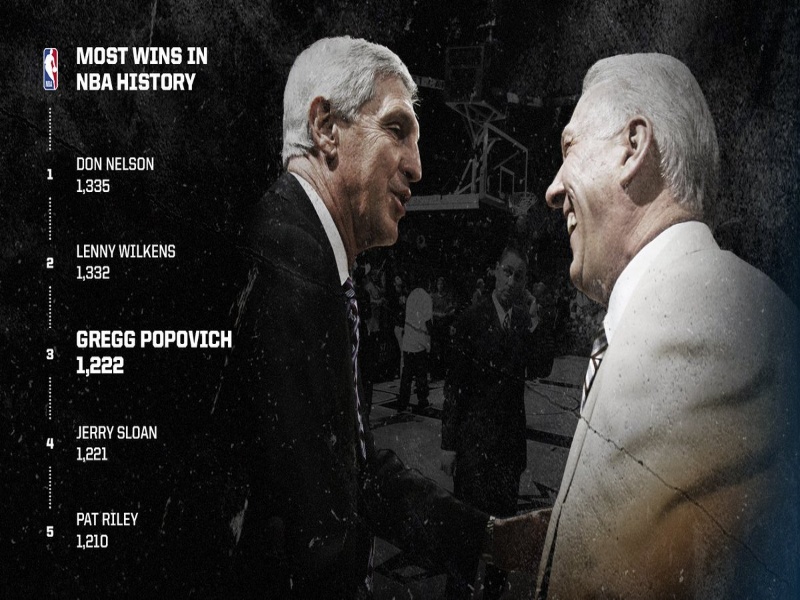 MOST WINS IN
NBA HISTORY
NBA
1
DON NELSON
1,335
2
LENNY WILKENS
1,332
3
GREGG POPOVICH
1,222
4
JERRY SLOAN
1,221
5
PAT RILEY
1,210